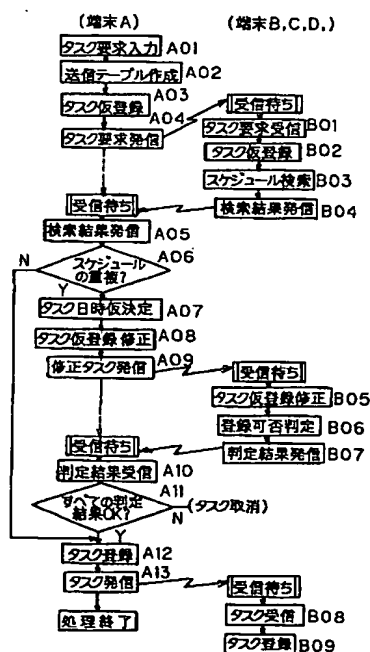 (端末A)
(端末B,C,D,)
タスク要求入力 A01
送信テーブル作成 A02
タスク仮登録 A03
タスク要求発信 A04
受信待ち
タスク要求受信 B01
タスク仮登録 B02
スケジュール検索 B03
検索結果発信 B04
受信待ち
検索結果発信 A05
スケジュール
の重複? A06
N
Y
タスク日時仮決定 A07
タスク仮登録修正 A08
修正タスク発信 A09
受信待ち
タスク仮登録修正 B05
登録可否判定 B06
判定結果発信 B07
受信待ち
判定結果受信 A10
すべての判定
結果OK? A11
N (タスク取消)
Y
タスク登録 A12
タスク発信 A13
処理終了
受信待ち
タスク受信 B08
タスク登録 B09